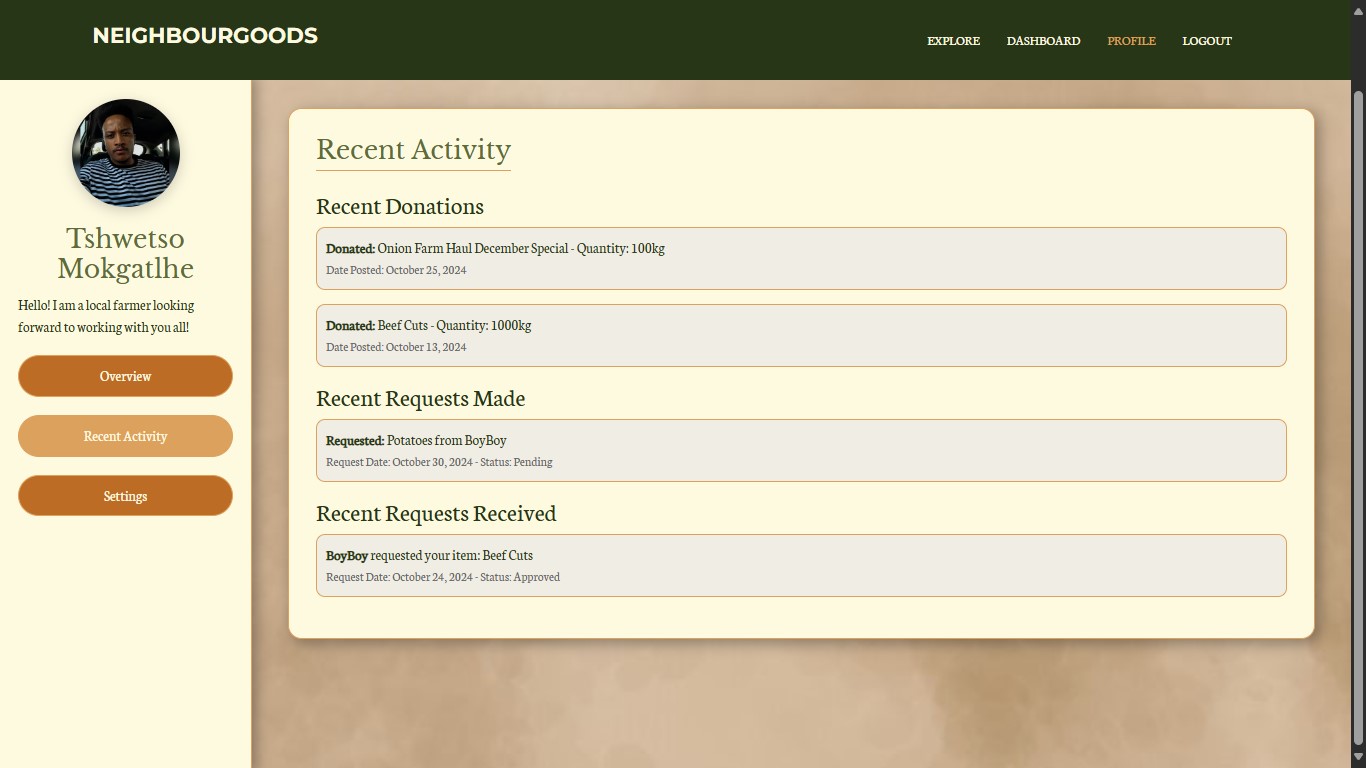 NEIGHBOURGOODS
EXPLORE DASHBOARD PROFILE LOGOUT
Tshwetso
Mokgatlhe
Hello! I am a local farmer looking
forward to working with you all!
Overview
Recent Activity
Settings
Recent Activity
Recent Donations
Donated: Onion Farm Haul December Special - Quantity: 100kg
Date Posted: October 25, 2024
Donated: Beef Cuts - Quantity: 1000kg
Date Posted: October 13, 2024
Recent Requests Made
Requested: Potatoes from BoyBoy
Request Date: October 30, 2024 - Status: Pending
Recent Requests Received
BoyBoy requested your item: Beef Cuts
Request Date: October 24, 2024 - Status: Approved